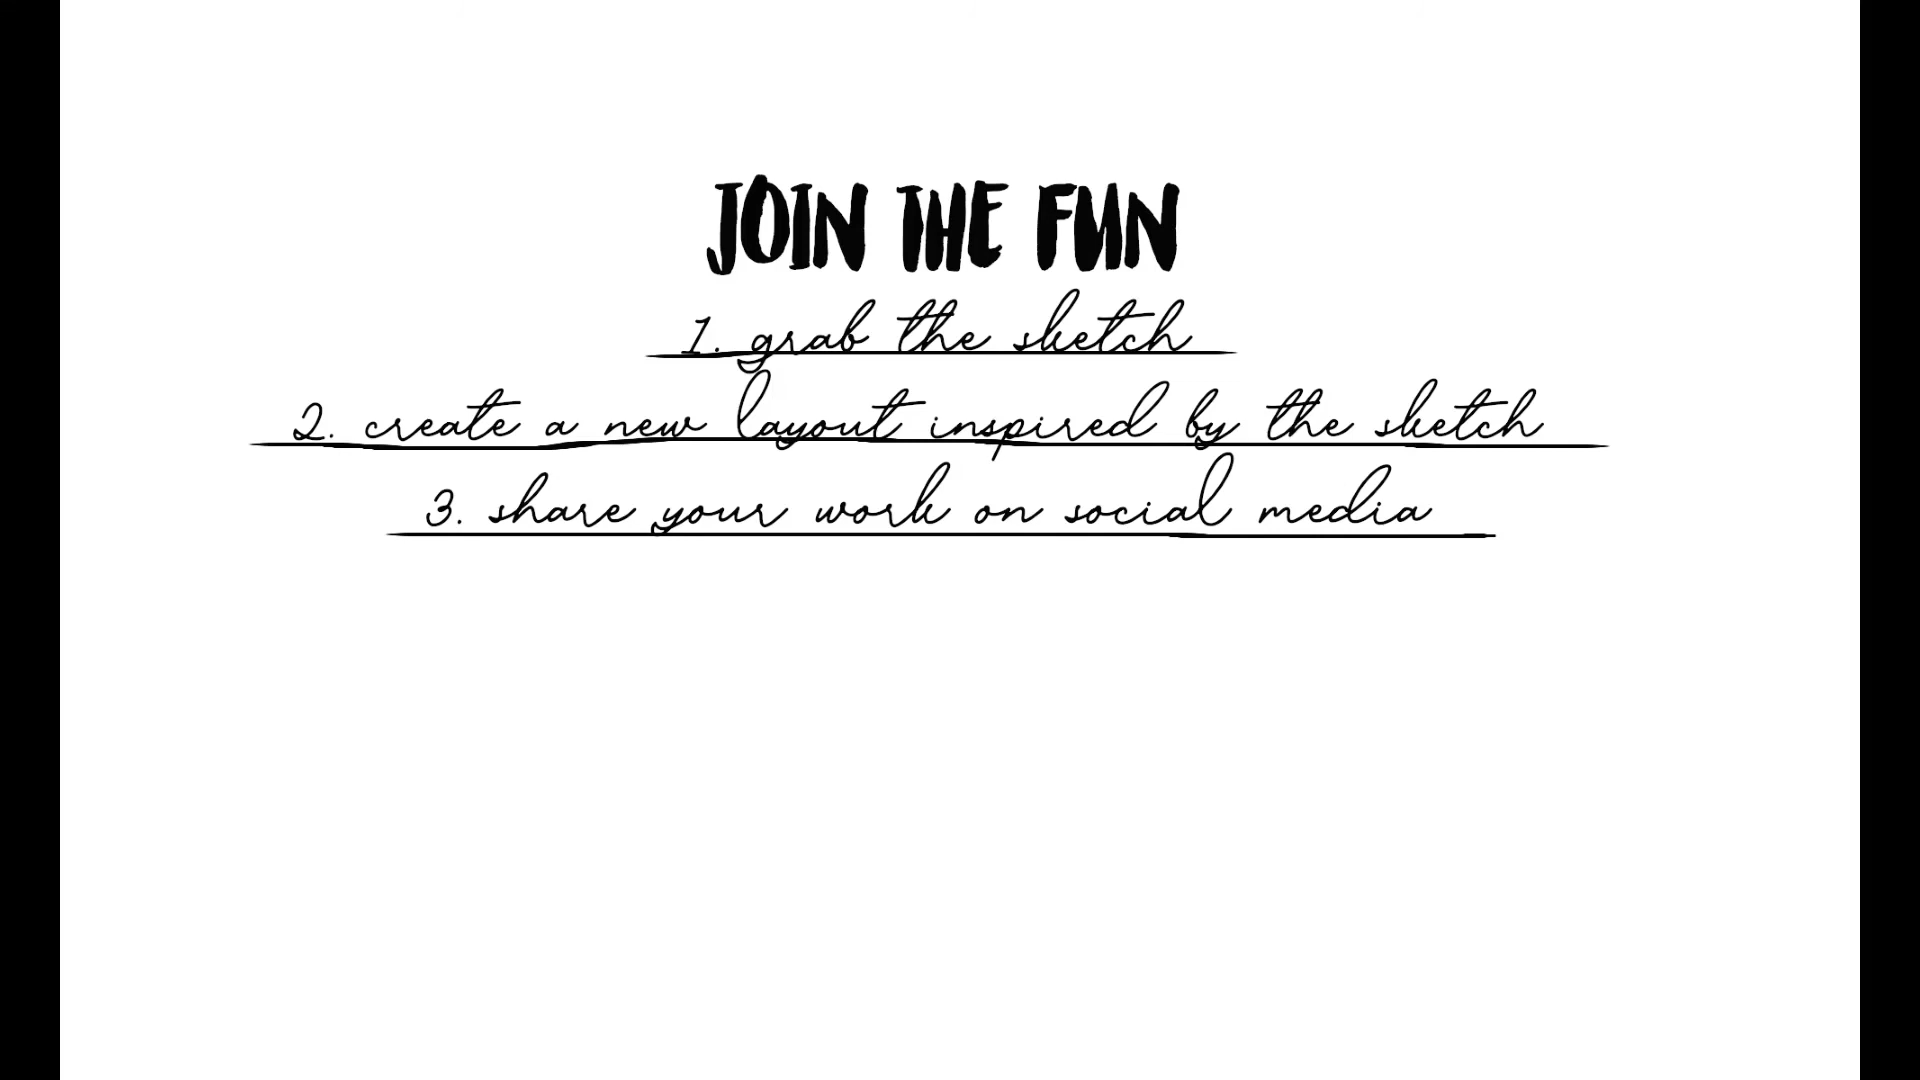 JOIN THE FUN
1. grab the sketch
2. create a new layout inspired by the sketch
3. share your work on social media